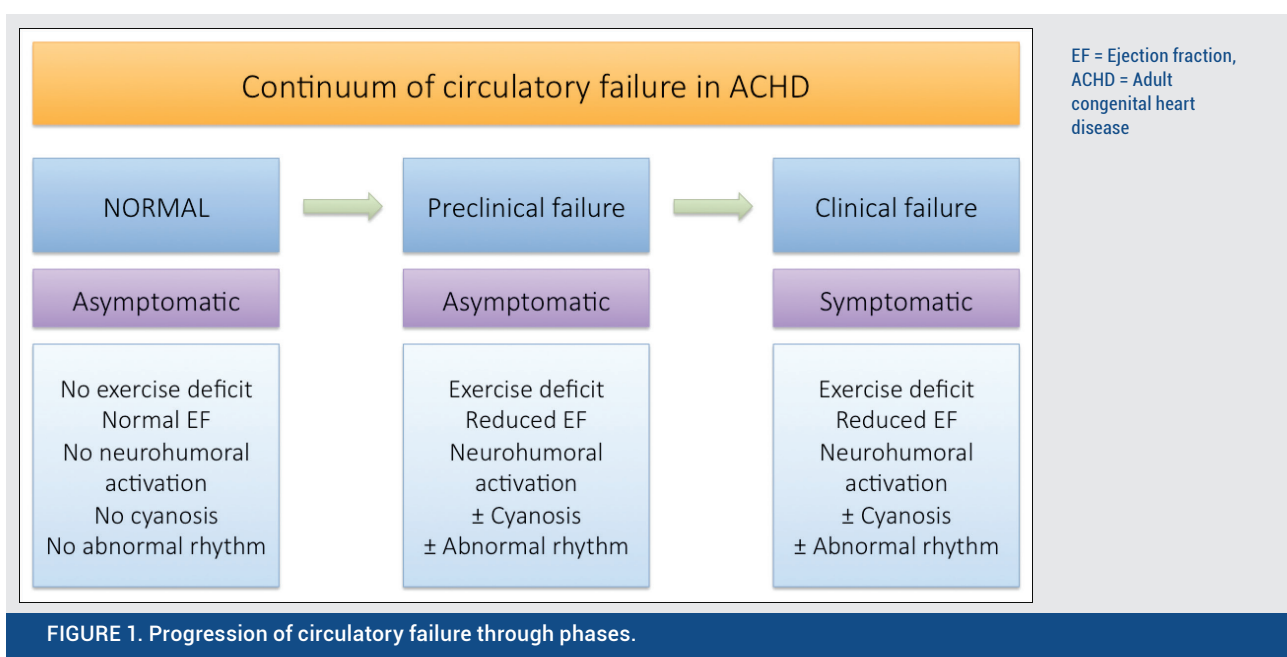 Continuum of circulatory failure in ACHD
EF = Ejection fraction,
ACHD = Adult
congenital heart
disease
NORMAL
Preclinical failure
Clinical failure
Asymptomatic
Asymptomatic
Symptomatic
No exercise deficit
Normal EF
No neurohumoral
activation
No cyanosis
No abnormal rhythm
Exercise deficit
Reduced EF
Neurohumoral
activation
± Cyanosis
± Abnormal rhythm
Exercise deficit
Reduced EF
Neurohumoral
activation
± Cyanosis
± Abnormal rhythm
FIGURE 1. Progression of circulatory failure through phases.